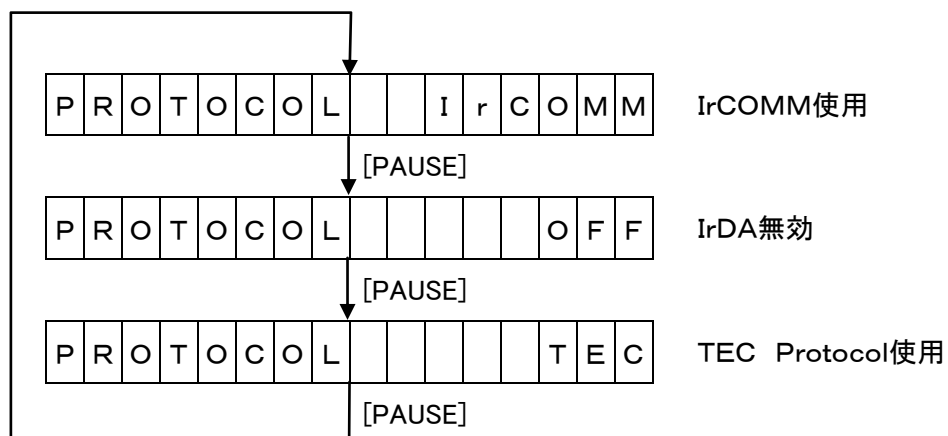 PROTOCOL  IrCOMM IrCOMM使用
[PAUSE]
PROTOCOL     OFF IrDA無効
[PAUSE]
PROTOCOL     TEC TEC Protocol使用
[PAUSE]